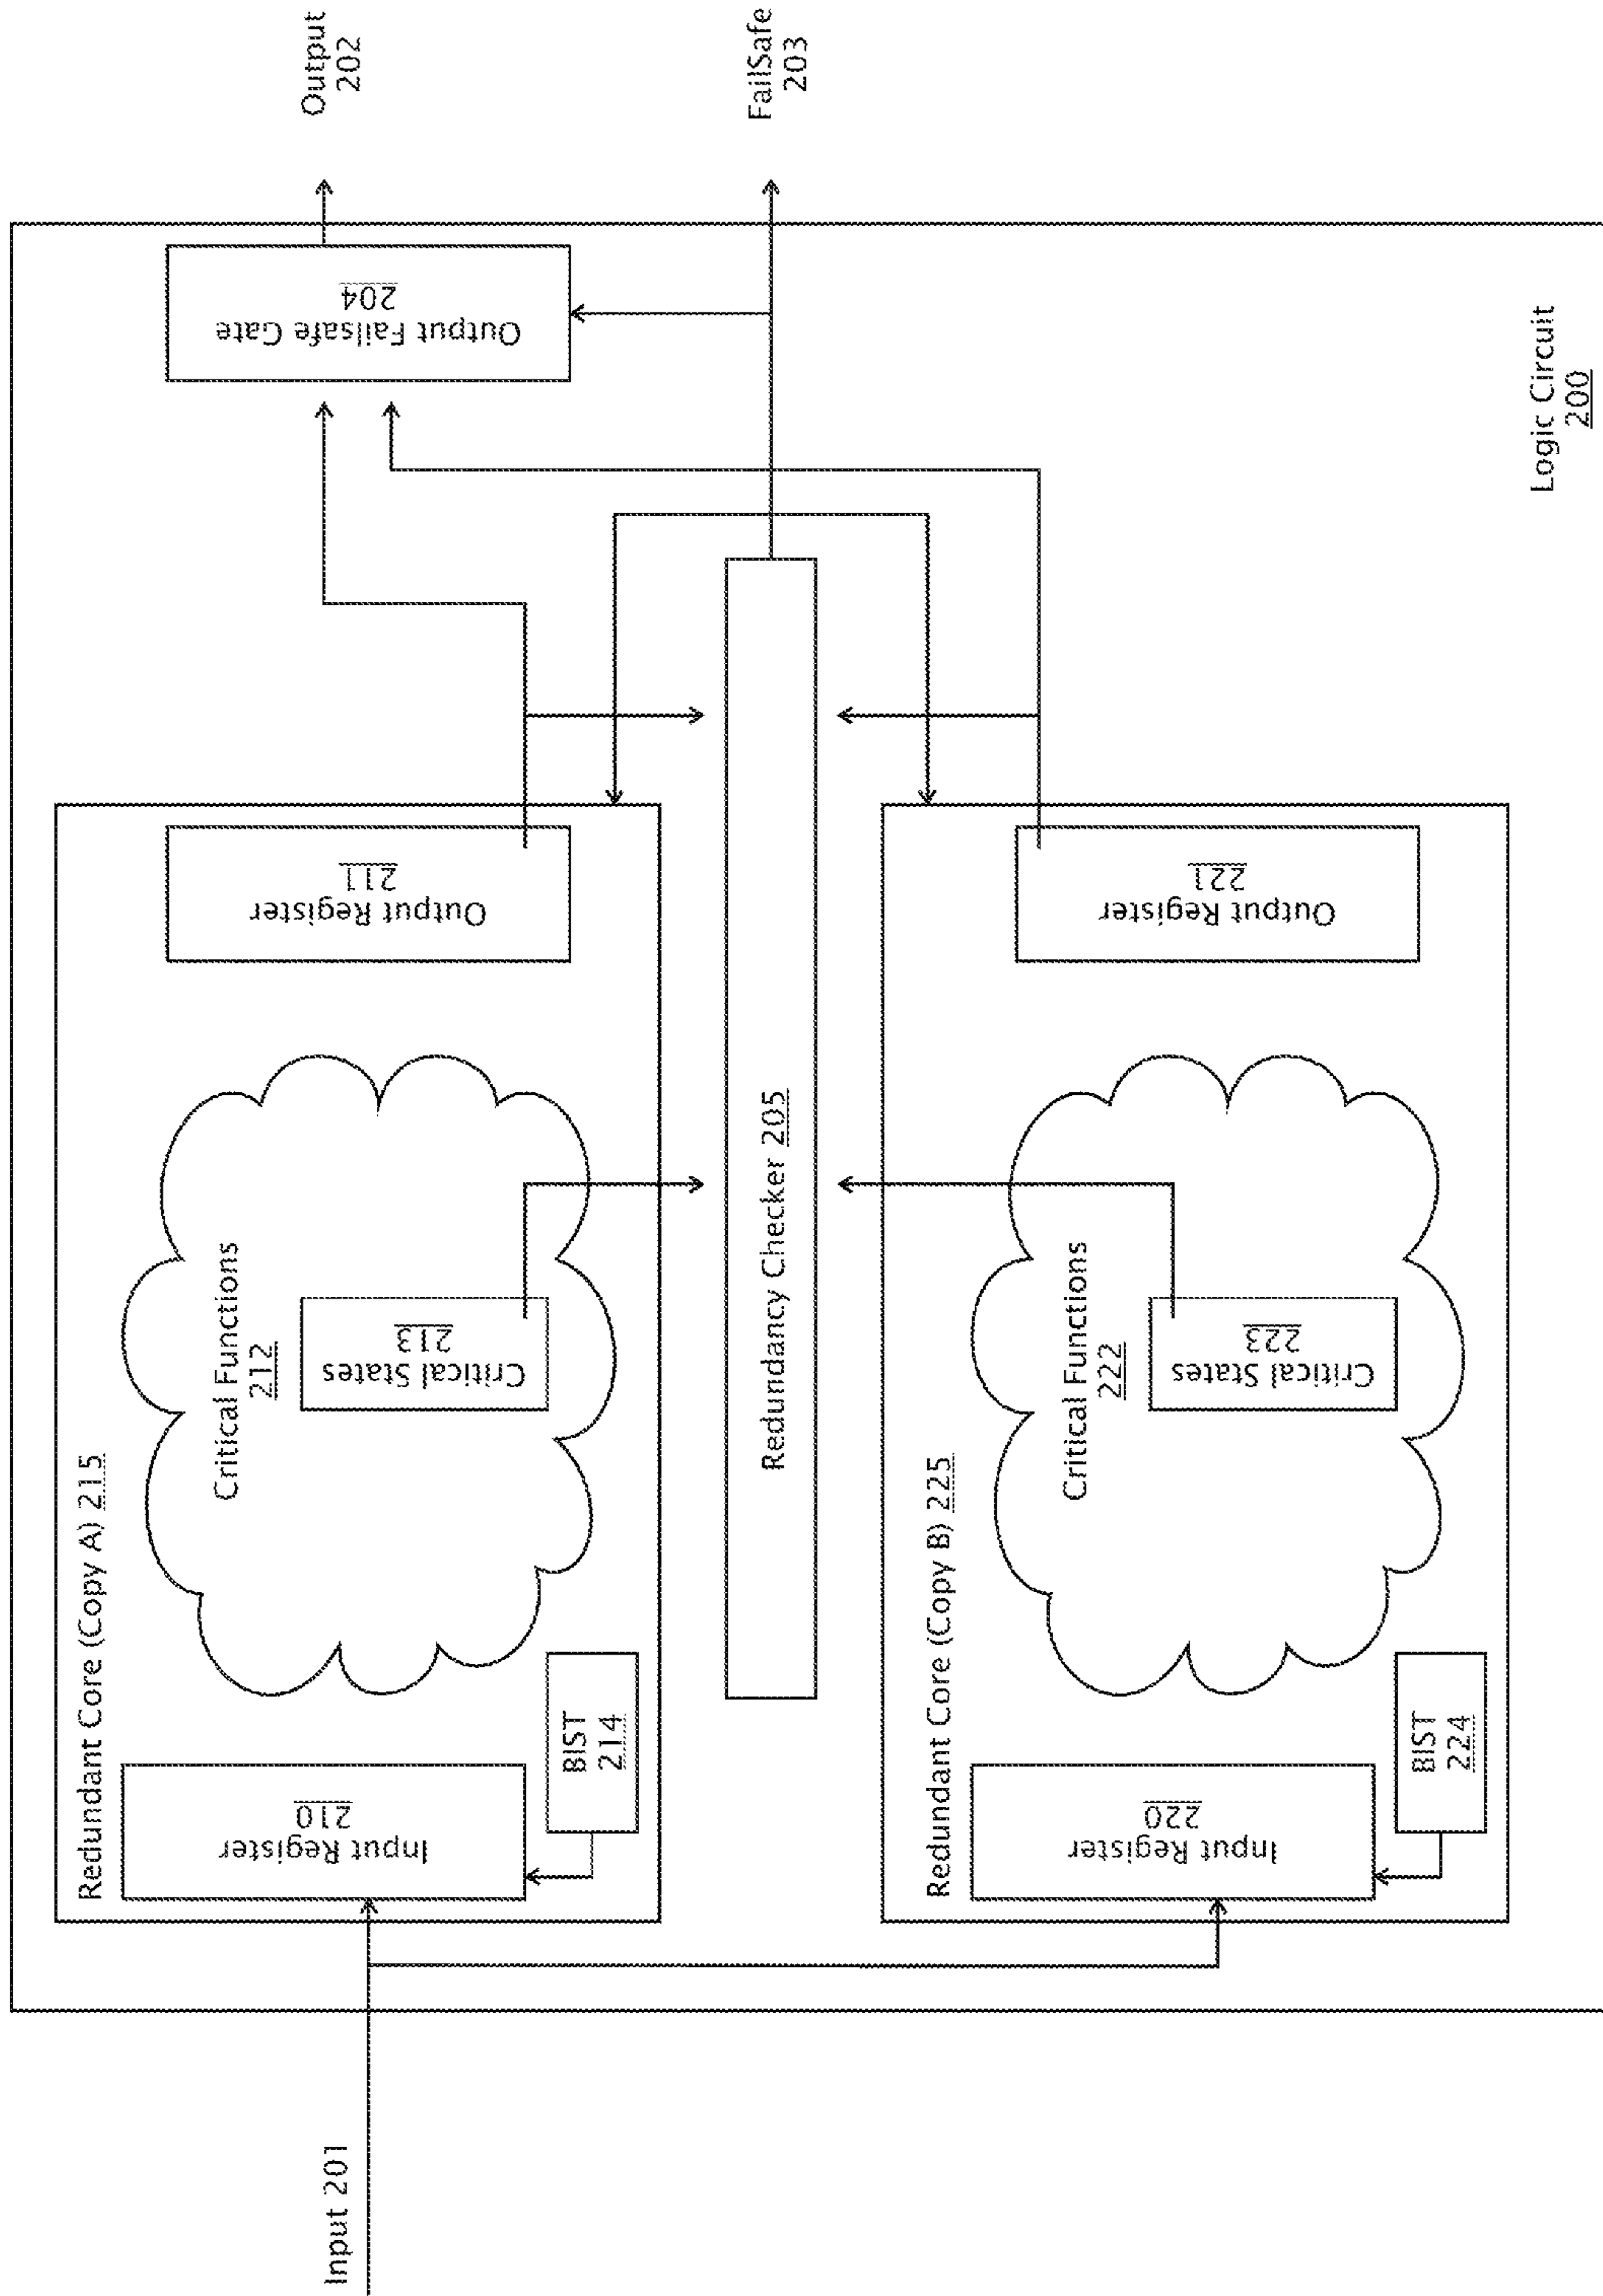 Input 201
Redundant Core (Copy A) 215
Input Register
210
BIST
214
Critical Functions
212
Critical States
213
Output Register
211
Redundancy Checker 205
Redundant Core (Copy B) 225
Input Register
220
BIST
224
Critical Functions
222
Critical States
223
Output Register
221
Output Failsafe Gate
204
Output
202
FailSafe
203
Logic Circuit
200